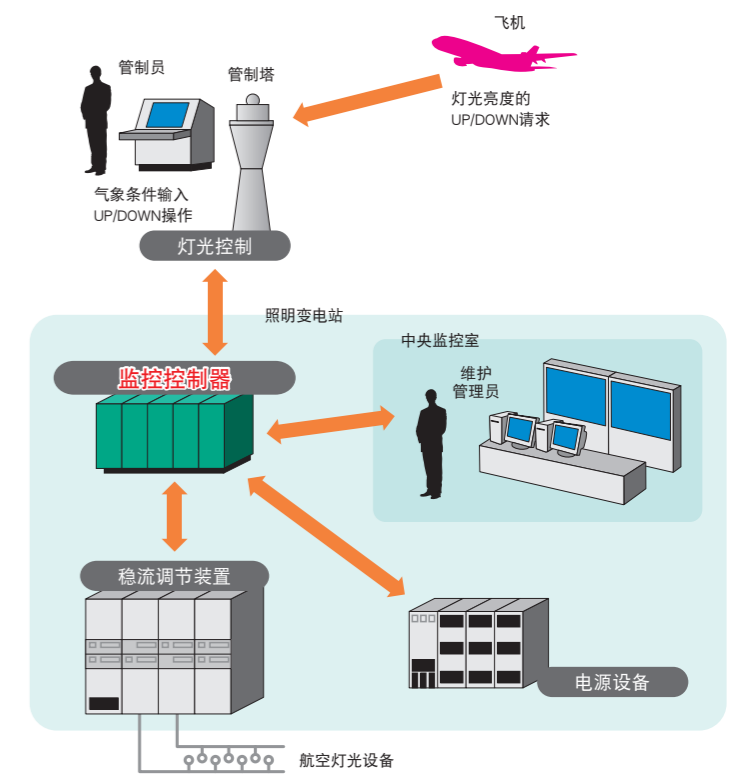 飞机
管制员
管制塔
灯光亮度的
UP/DOWN请求
气象条件输入
UP/DOWN操作
灯光控制
照明变电站
中央监控室
监控控制器
维护
管理员
稳流调节装置
电源设备
航空灯光设备